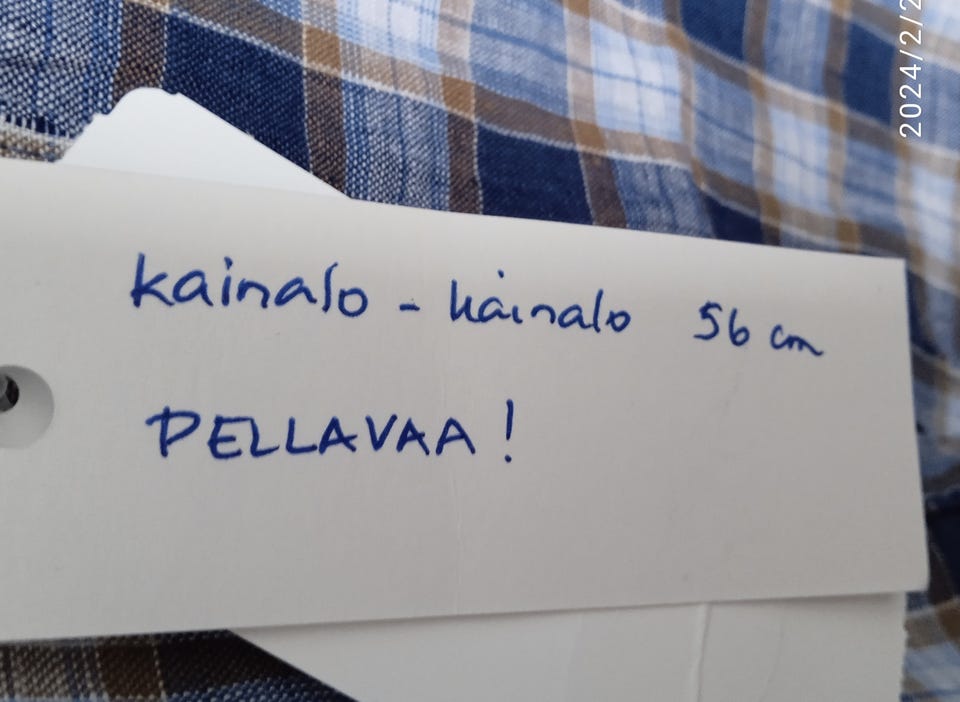 kainalo - kainalo 56 cm
PELLAVAA!